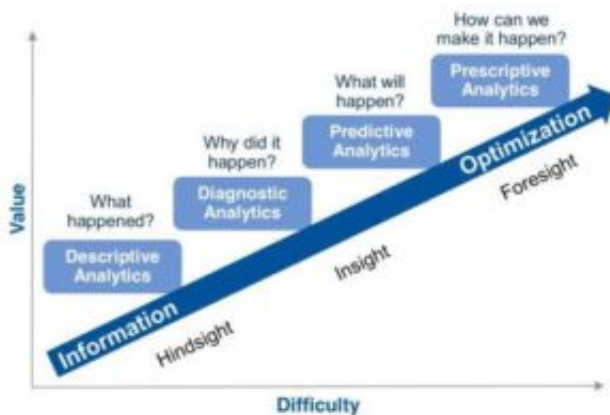 How can we
make it happen?
Prescriptive
Analytics
What will
happen?
Predictive
Analytics
Why did it
happen?
Diagnostic
Analytics
What
happened?
Descriptive
Analytics
Optimization
Foresight
Insight
Information
Hindsight
Value
Difficulty